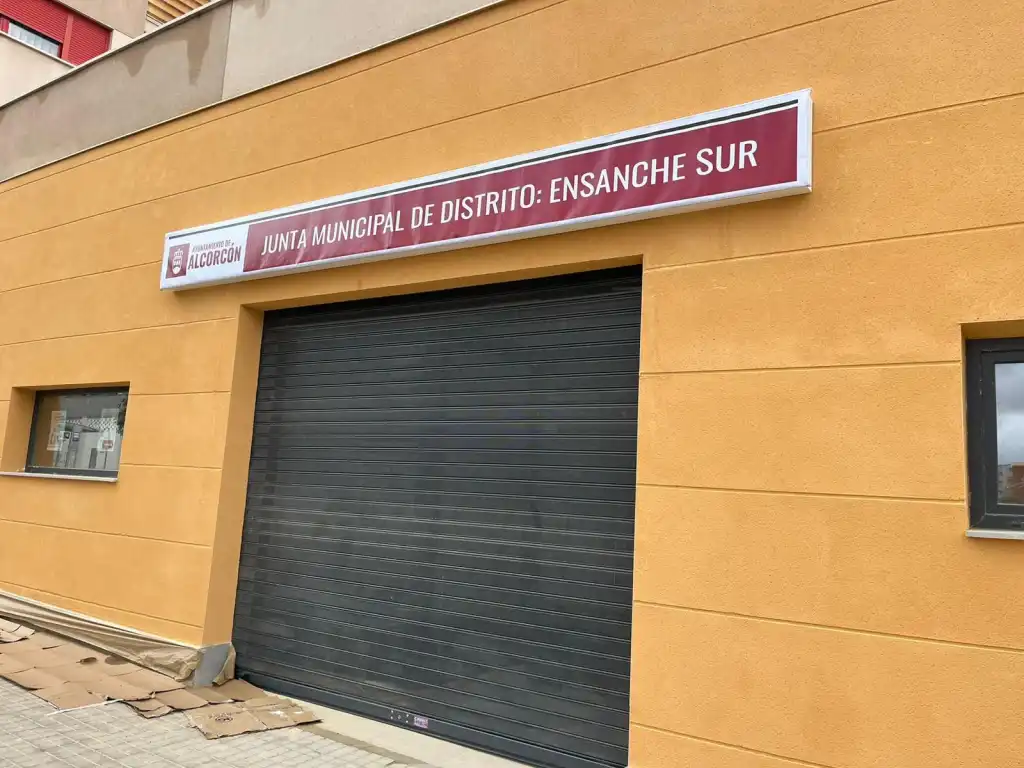 AYUNTAMIENTO DE
ALCORCÓN
JUNTA MUNICIPAL DE DISTRITO: ENSANCHE SUR